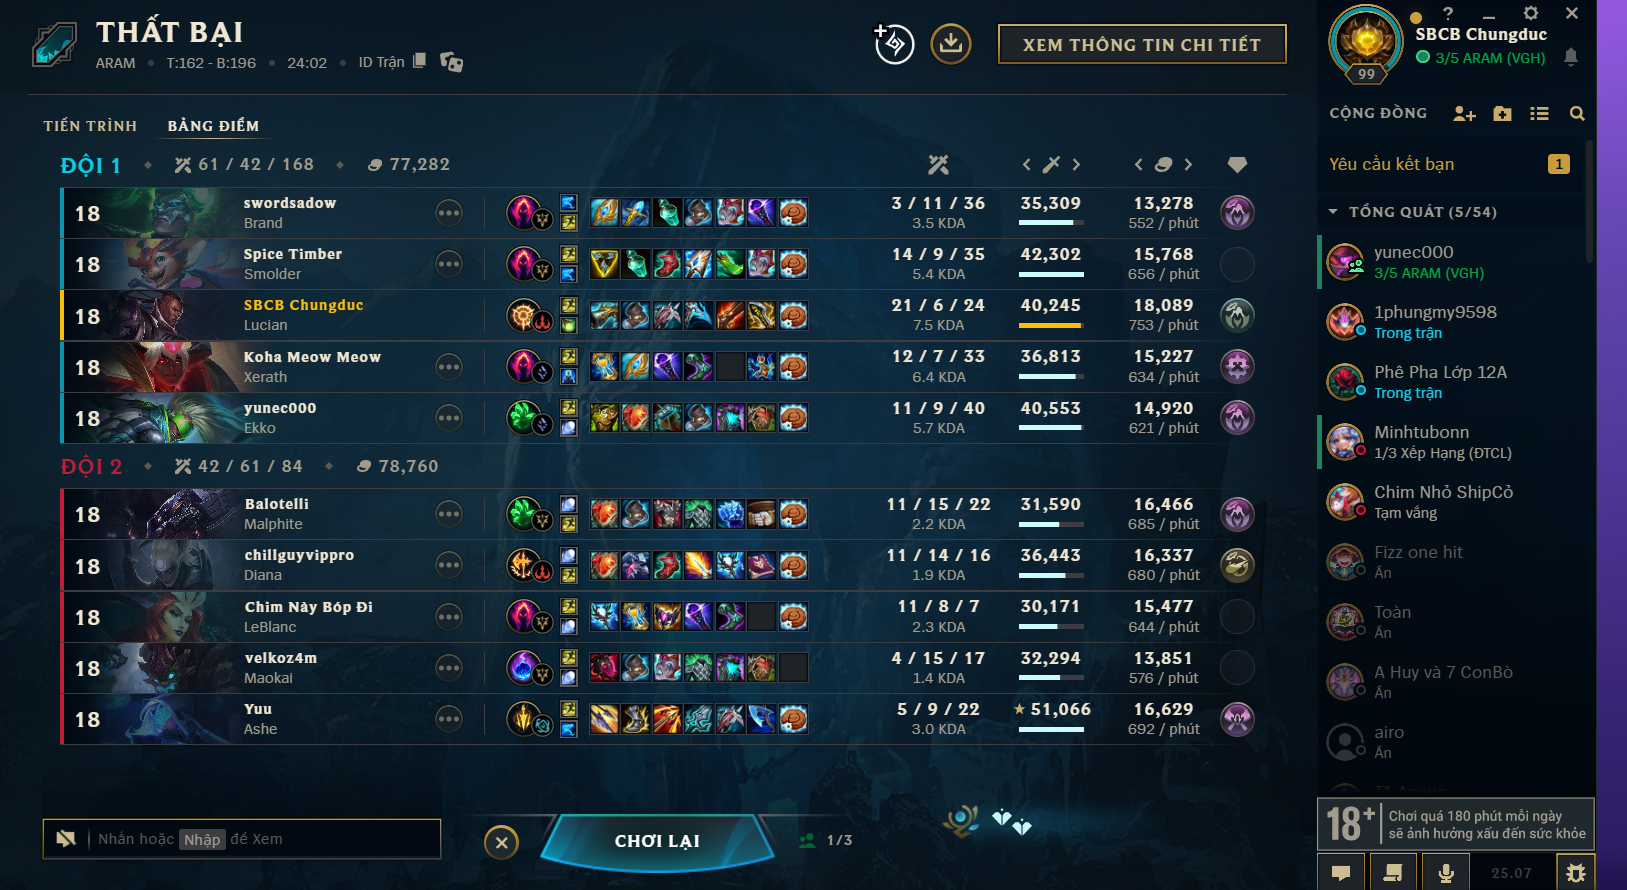 THẤT BẠI
ARAM • T:162 - B:196 • 24:02 • ID Trận
XEM THÔNG TIN CHI TIẾT
TIẾN TRÌNH BẢNG ĐIỂM
ĐỘI 1 61 / 42 / 168 77,282
18 swordsadow 3 / 11 / 36 35,309 13,278
Brand 3.5 KDA 552 / phút
18 Spice Timber 14 / 9 / 35 42,302 15,768
Smolder 5.4 KDA 656 / phút
18 SBCB Chungduc 21 / 6 / 24 40,245 18,089
Lucian 7.5 KDA 753 / phút
18 Koha Meow Meow 12 / 7 / 33 36,813 15,227
Xerath 6.4 KDA 634 / phút
18 yunec000 11 / 9 / 40 40,553 14,920
Ekko 5.7 KDA 621 / phút
ĐỘI 2 42 / 61 / 84 78,760
18 Balotelli 11 / 15 / 22 31,590 16,466
Malphite 2.2 KDA 685 / phút
18 chillguyvippro 11 / 14 / 16 36,443 16,337
Diana 1.9 KDA 680 / phút
18 Chim Này Bóp Đi 11 / 8 / 7 30,171 15,477
LeBlanc 2.3 KDA 644 / phút
18 velkoz4m 4 / 15 / 17 32,294 13,851
Maokai 1.4 KDA 576 / phút
18 Yuu 5 / 9 / 22 51,066 16,629
Ashe 3.0 KDA 692 / phút
Nhấn hoặc Nhập để Xem
CHƠI LẠI
1/3
?
SBCB Chungduc
3/5 ARAM (VGH)
99
CỘNG ĐỒNG
Yêu cầu kết bạn 1
TỔNG QUÁT (5/54)
yunec000
3/5 ARAM (VGH)
1phungmy9598
Trong trận
Phê Pha Lớp 12A
Trong trận
Minhtubonn
1/3 Xếp Hạng (ĐTCL)
Chim Nhỏ ShipCỏ
Tạm vắng
Fizz one hit
Ẩn
Toàn
Ẩn
A Huy và 7 ConBò
Ẩn
airo
Ẩn
18+ Chơi quá 180 phút mỗi ngày
sẽ ảnh hưởng xấu đến sức khỏe
25.07